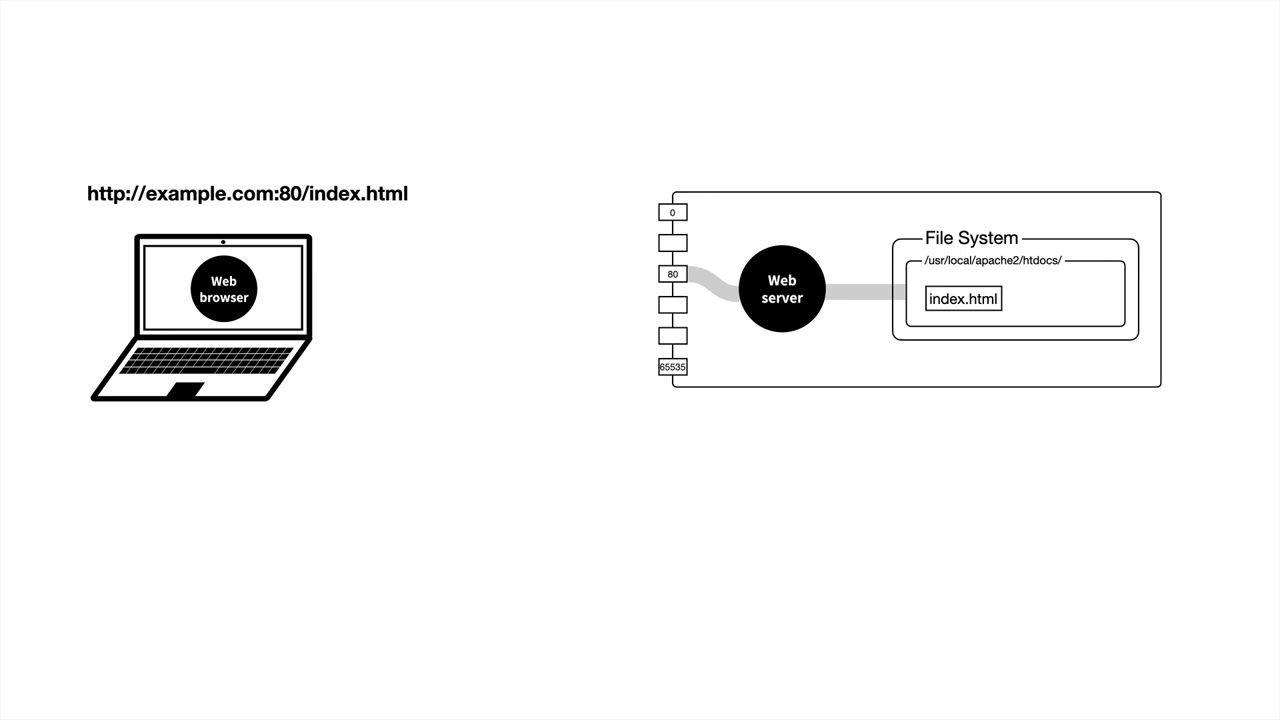 http://example.com:80/index.html
Web
browser
0
80
65535
Web
server
File System
/usr/local/apache2/htdocs/
index.html